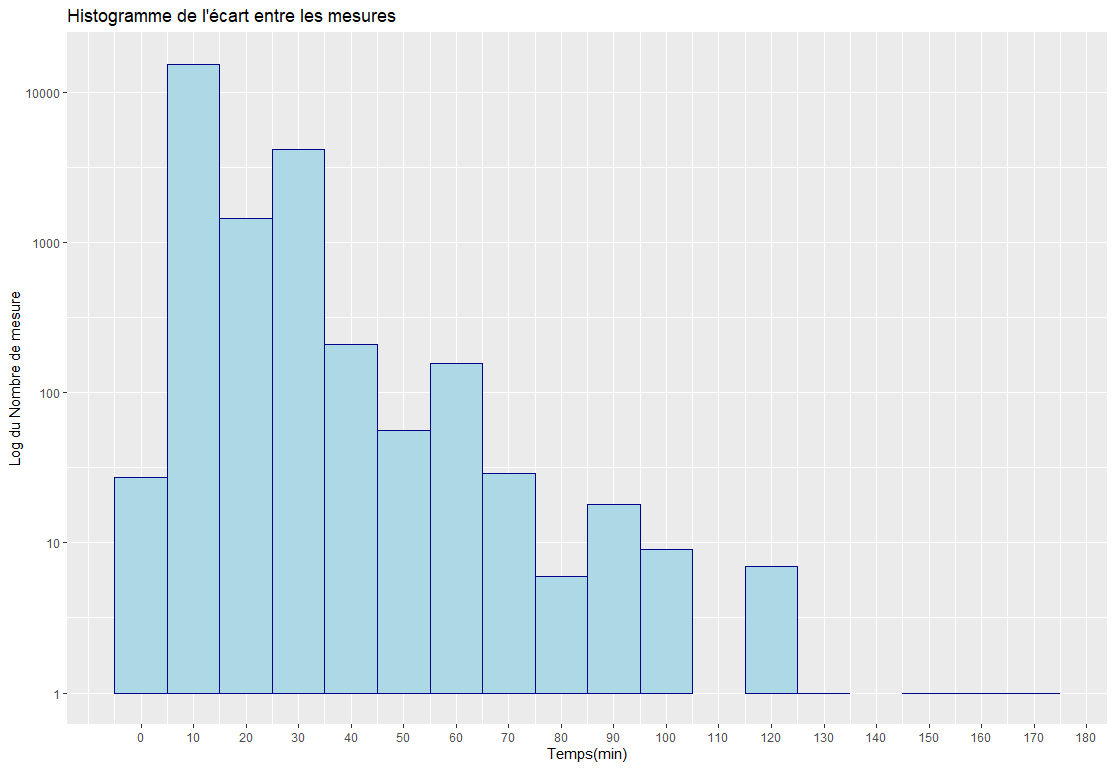 Histogramme de l'écart entre les mesures
Log du Nombre de mesure
10000
1000
100
10
1
0 10 20 30 40 50 60 70 80 90 100 110 120 130 140 150 160 170 180
Temps(min)